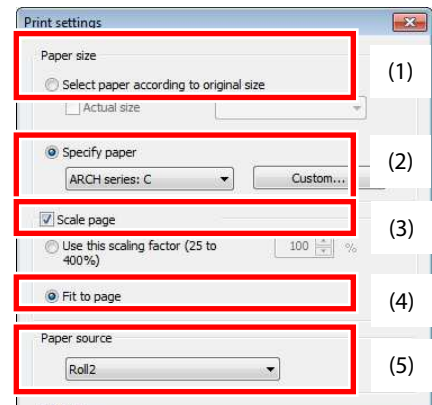 Print settings
Paper size
(1)
Select paper according to original size
Actual size
Specify paper
(2)
ARCH series: C
Custom...
Scale page
(3)
Use this scaling factor (25 to 400%)
100 %
Fit to page
(4)
Paper source
Roll2
(5)